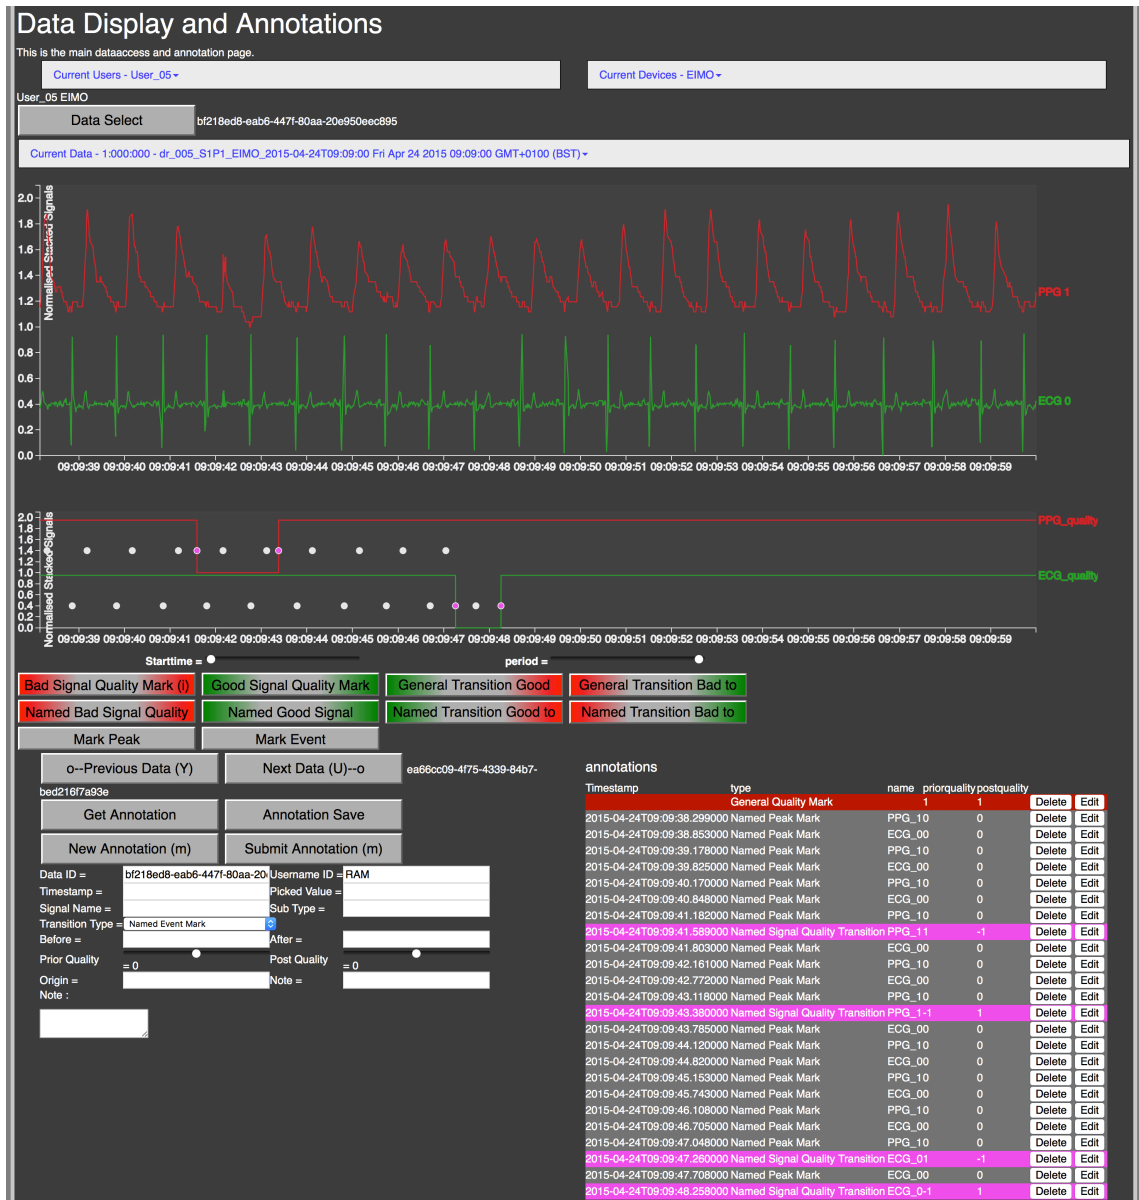 Data Display and Annotations
This is the main dataaccess and annotation page.
Current Users - User_05
Current Devices - EIMO
User_05 EIMO
Data Select bf218ed8-eab6-447f-80aa-20e950eec895
Current Data - 1:000:000 - dr_005_S1P1_EIMO_2015-04-24T09:09:00 Fri Apr 24 2015 09:09:00 GMT+0100 (BST)
Normalised Stacked Signals
2.0
1.8
1.6
1.4
1.2
1.0
0.8
0.6
0.4
0.2
0.0
PPG 1
ECG 0
09:09:39 09:09:40 09:09:41 09:09:42 09:09:43 09:09:44 09:09:45 09:09:46 09:09:47 09:09:48 09:09:49 09:09:50 09:09:51 09:09:52 09:09:53 09:09:54 09:09:55 09:09:56 09:09:57 09:09:58 09:09:59
Normalised Stacked Signals
2.0
1.8
1.6
1.4
1.2
1.0
0.8
0.6
0.4
0.2
0.0
PPG_quality
ECG_quality
09:09:39 09:09:40 09:09:41 09:09:42 09:09:43 09:09:44 09:09:45 09:09:46 09:09:47 09:09:48 09:09:49 09:09:50 09:09:51 09:09:52 09:09:53 09:09:54 09:09:55 09:09:56 09:09:57 09:09:58 09:09:59
Starttime = period =
Bad Signal Quality Mark (i) Good Signal Quality Mark General Transition Good General Transition Bad to
Named Bad Signal Quality Named Good Signal Named Transition Good to Named Transition Bad to
Mark Peak Mark Event
o--Previous Data (Y) Next Data (U)--o ea66cc09-4f75-4339-84b7-
bed216f7a93e
Get Annotation Annotation Save
New Annotation (m) Submit Annotation (m)
Data ID = bf218ed8-eab6-447f-80aa-20 Username ID = RAM
Timestamp = Picked Value =
Signal Name = Sub Type =
Transition Type = Named Event Mark
Before = After =
Prior Quality = 0 Post Quality = 0
Origin = Note =
Note :
annotations
Timestamp type name priorquality postquality
General Quality Mark 1 1 Delete Edit
2015-04-24T09:09:38.299000 Named Peak Mark PPG_10 0 Delete Edit
2015-04-24T09:09:38.853000 Named Peak Mark ECG_00 0 Delete Edit
2015-04-24T09:09:39.178000 Named Peak Mark PPG_10 0 Delete Edit
2015-04-24T09:09:39.825000 Named Peak Mark ECG_00 0 Delete Edit
2015-04-24T09:09:40.170000 Named Peak Mark PPG_10 0 Delete Edit
2015-04-24T09:09:40.848000 Named Peak Mark ECG_00 0 Delete Edit
2015-04-24T09:09:41.182000 Named Peak Mark PPG_10 0 Delete Edit
2015-04-24T09:09:41.589000 Named Signal Quality Transition PPG_11 -1 Delete Edit
2015-04-24T09:09:41.803000 Named Peak Mark ECG_00 0 Delete Edit
2015-04-24T09:09:42.161000 Named Peak Mark PPG_10 0 Delete Edit
2015-04-24T09:09:42.772000 Named Peak Mark ECG_00 0 Delete Edit
2015-04-24T09:09:43.118000 Named Peak Mark PPG_10 0 Delete Edit
2015-04-24T09:09:43.380000 Named Signal Quality Transition PPG_1-1 1 Delete Edit
2015-04-24T09:09:43.785000 Named Peak Mark ECG_00 0 Delete Edit
2015-04-24T09:09:44.120000 Named Peak Mark PPG_10 0 Delete Edit
2015-04-24T09:09:44.820000 Named Peak Mark ECG_00 0 Delete Edit
2015-04-24T09:09:45.153000 Named Peak Mark PPG_10 0 Delete Edit
2015-04-24T09:09:45.743000 Named Peak Mark ECG_00 0 Delete Edit
2015-04-24T09:09:46.108000 Named Peak Mark PPG_10 0 Delete Edit
2015-04-24T09:09:46.705000 Named Peak Mark ECG_00 0 Delete Edit
2015-04-24T09:09:47.048000 Named Peak Mark PPG_10 0 Delete Edit
2015-04-24T09:09:47.260000 Named Signal Quality Transition ECG_01 -1 Delete Edit
2015-04-24T09:09:47.708000 Named Peak Mark ECG_00 0 Delete Edit
2015-04-24T09:09:48.258000 Named Signal Quality Transition ECG_0-1 1 Delete Edit